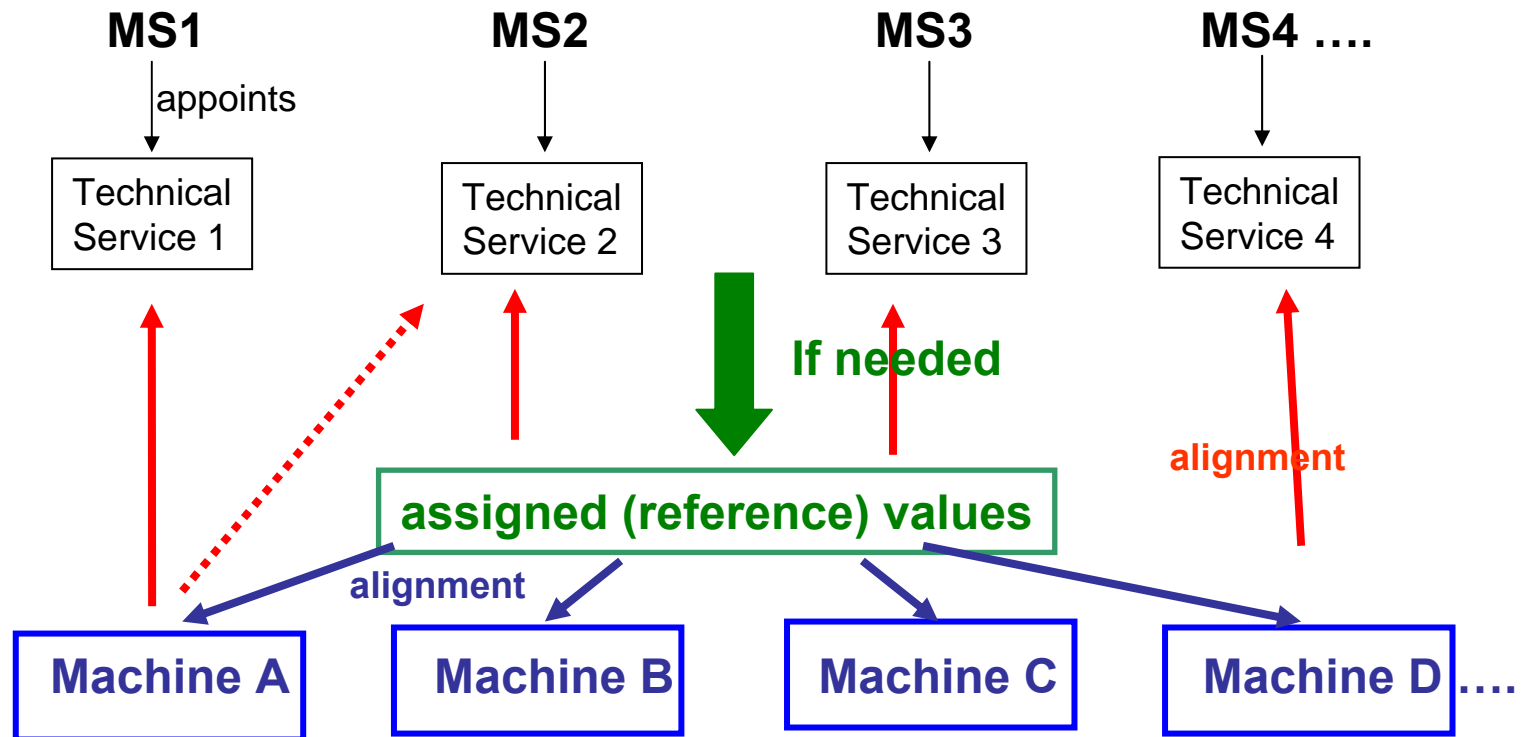 MS1
MS2
MS3
MS4 ....
appoints
Technical
Service 1
Technical
Service 2
Technical
Service 3
Technical
Service 4
If needed
alignment
assigned (reference) values
alignment
Machine A
Machine B
Machine C
Machine D ....